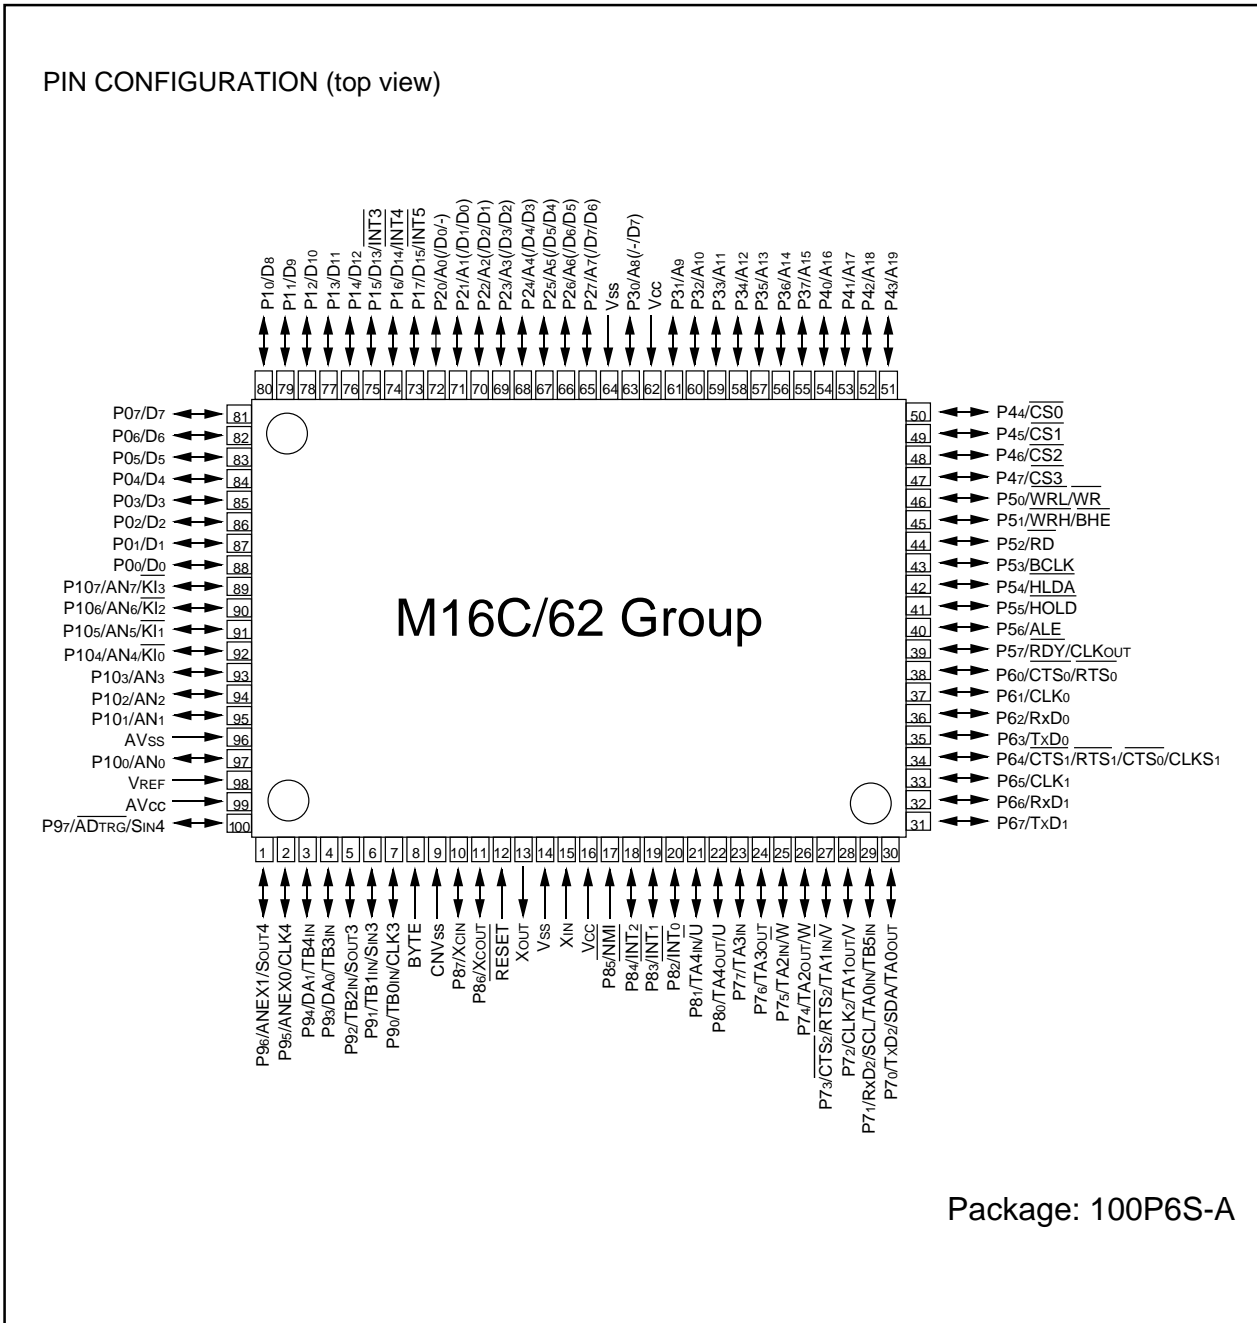 PIN CONFIGURATION (top view)
P10/D8
P11/D9
P12/D10
P13/D11
P14/D12
P15/D13/INT3
P16/D14/INT4
P17/D15/INT5
P20/A0(/D0/-)
P21/A1(/D1/D0)
P22/A2(/D2/D1)
P23/A3(/D3/D2)
P24/A4(/D4/D3)
P25/A5(/D5/D4)
P26/A6(/D6/D5)
P27/A7(/D7/D6)
Vss
P30/A8(/-/D7)
Vcc
P31/A9
P32/A10
P33/A11
P34/A12
P35/A13
P36/A14
P37/A15
P40/A16
P41/A17
P42/A18
P43/A19
80 79 78 77 76 75 74 73 72 71 70 69 68 67 66 65 64 63 62 61 60 59 58 57 56 55 54 53 52 51
P07/D7 81
P06/D6 82
P05/D5 83
P04/D4 84
P03/D3 85
P02/D2 86
P01/D1 87
P00/D0 88
P107/AN7/KI3 89
P106/AN6/KI2 90
P105/AN5/KI1 91
P104/AN4/KI0 92
P103/AN3 93
P102/AN2 94
P101/AN1 95
AVss 96
P100/AN0 97
VREF 98
AVcc 99
P97/ADTRG/SIN4 100
M16C/62 Group
50 P44/CS0
49 P45/CS1
48 P46/CS2
47 P47/CS3
46 P50/WRL/WR
45 P51/WRH/BHE
44 P52/RD
43 P53/BCLK
42 P54/HLDA
41 P55/HOLD
40 P56/ALE
39 P57/RDY/CLKOUT
38 P60/CTS0/RTS0
37 P61/CLK0
36 P62/RxD0
35 P63/TxD0
34 P64/CTS1/RTS1/CTS0/CLKS1
33 P65/CLK1
32 P66/RxD1
31 P67/TxD1
1 2 3 4 5 6 7 8 9 10 11 12 13 14 15 16 17 18 19 20 21 22 23 24 25 26 27 28 29 30
P96/ANEX1/SOUT4
P95/ANEX0/CLK4
P94/DA1/TB4IN
P93/DA0/TB3IN
P92/TB2IN/SOUT3
P91/TB1IN/SIN3
P90/TB0IN/CLK3
BYTE
CNVss
P87/XCIN
P86/XCOUT
RESET
XOUT
Vss
XIN
Vcc
P85/NMI
P84/INT2
P83/INT1
P82/INT0
P81/TA4IN/U
P80/TA4OUT/U
P77/TA3IN
P76/TA3OUT
P75/TA2IN/W
P74/TA2OUT/W
P73/CTS2/RTS2/TA1IN/V
P72/CLK2/TA1OUT/V
P71/RxD2/SCL/TA0IN/TB5IN
P70/TxD2/SDA/TA0OUT
Package: 100P6S-A